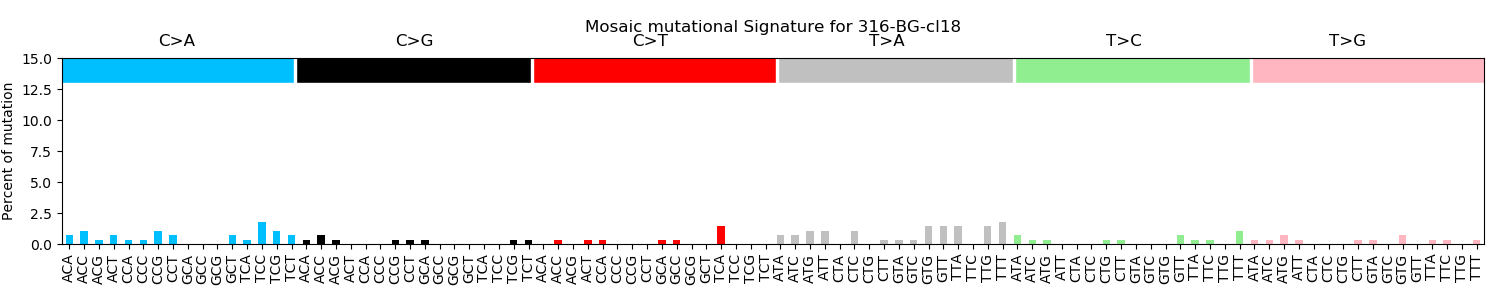 Mosaic mutational Signature for 316-BG-cl18
C>A C>G C>T T>A T>C T>G
15.0
12.5
10.0
7.5
5.0
2.5
0.0
Percent of mutation
ACA ACC ACG ACT CCA CCC CCG CCT GCA GCC GCG GCT TCA TCC TCG TCT ACA ACC ACG ACT CCA CCC CCG CCT GCA GCC GCG GCT TCA TCC TCG TCT ACA ACC ACG ACT CCA CCC CCG CCT GCA GCC GCG GCT TCA TCC TCG TCT ATA ATC ATG ATT CTA CTC CTG CTT GTA GTC GTG GTT TTA TTC TTG TTT ATA ATC ATG ATT CTA CTC CTG CTT GTA GTC GTG GTT TTA TTC TTG TTT ATA ATC ATG ATT CTA CTC CTG CTT GTA GTC GTG GTT TTA TTC TTG TTT